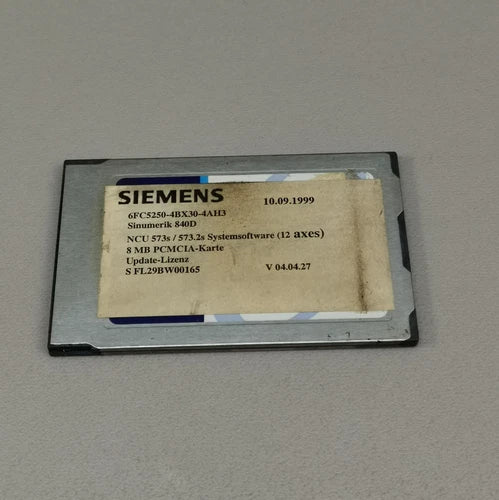 SIEMENS 10.09.1999
6FC5250-4BX30-4AH3
Sinumerik 840D
NCU 573s / 573.2s Systemsoftware (12 axes)
8 MB PCMCIA-Karte
Update-Lizenz
S FL29BW00165 V 04.04.27